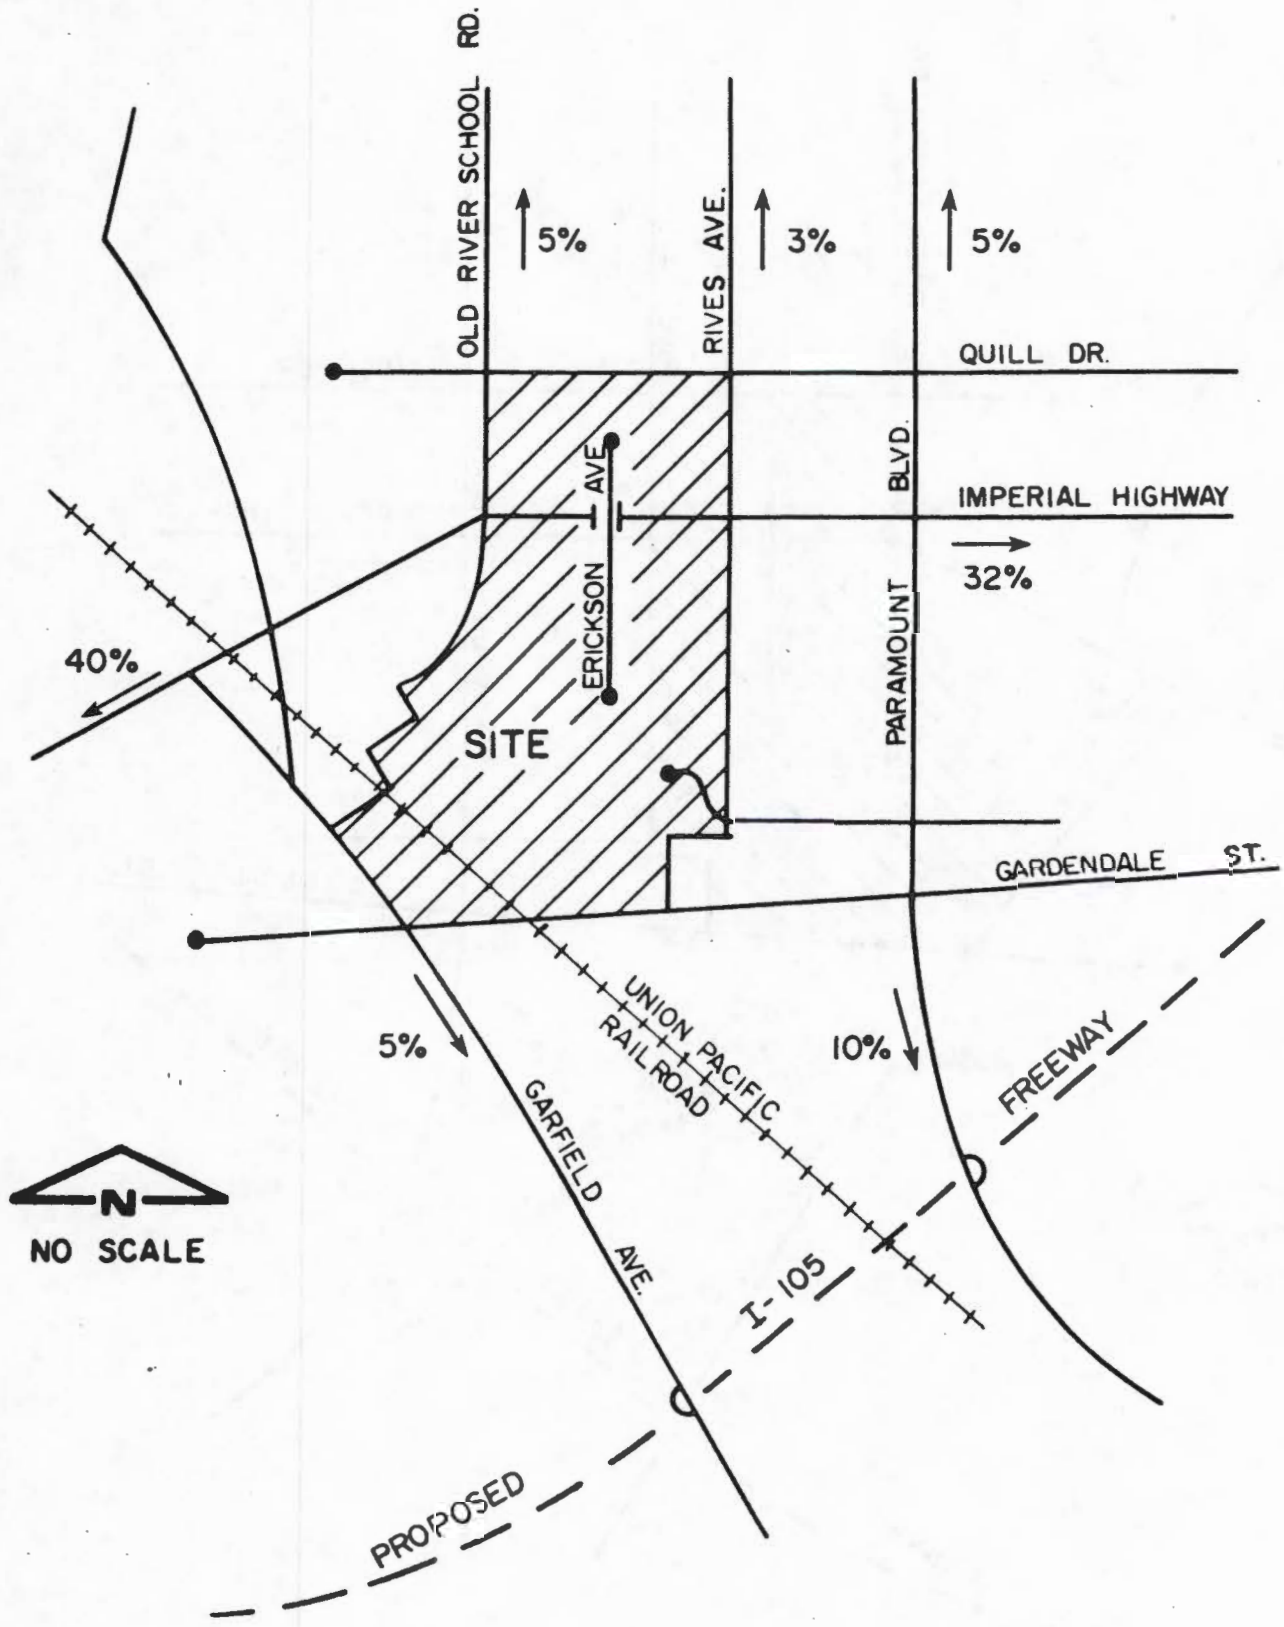 OLD RIVER SCHOOL RD.
5%
RIVES AVE.
3%
5%
QUILL DR.
PARAMOUNT BLVD.
IMPERIAL HIGHWAY
32%
ERICKSON AVE
40%
SITE
GARDENDALE ST.
UNION PACIFIC
RAILROAD
5%
10%
GARFIELD AVE.
N
NO SCALE
PROPOSED I-105 FREEWAY